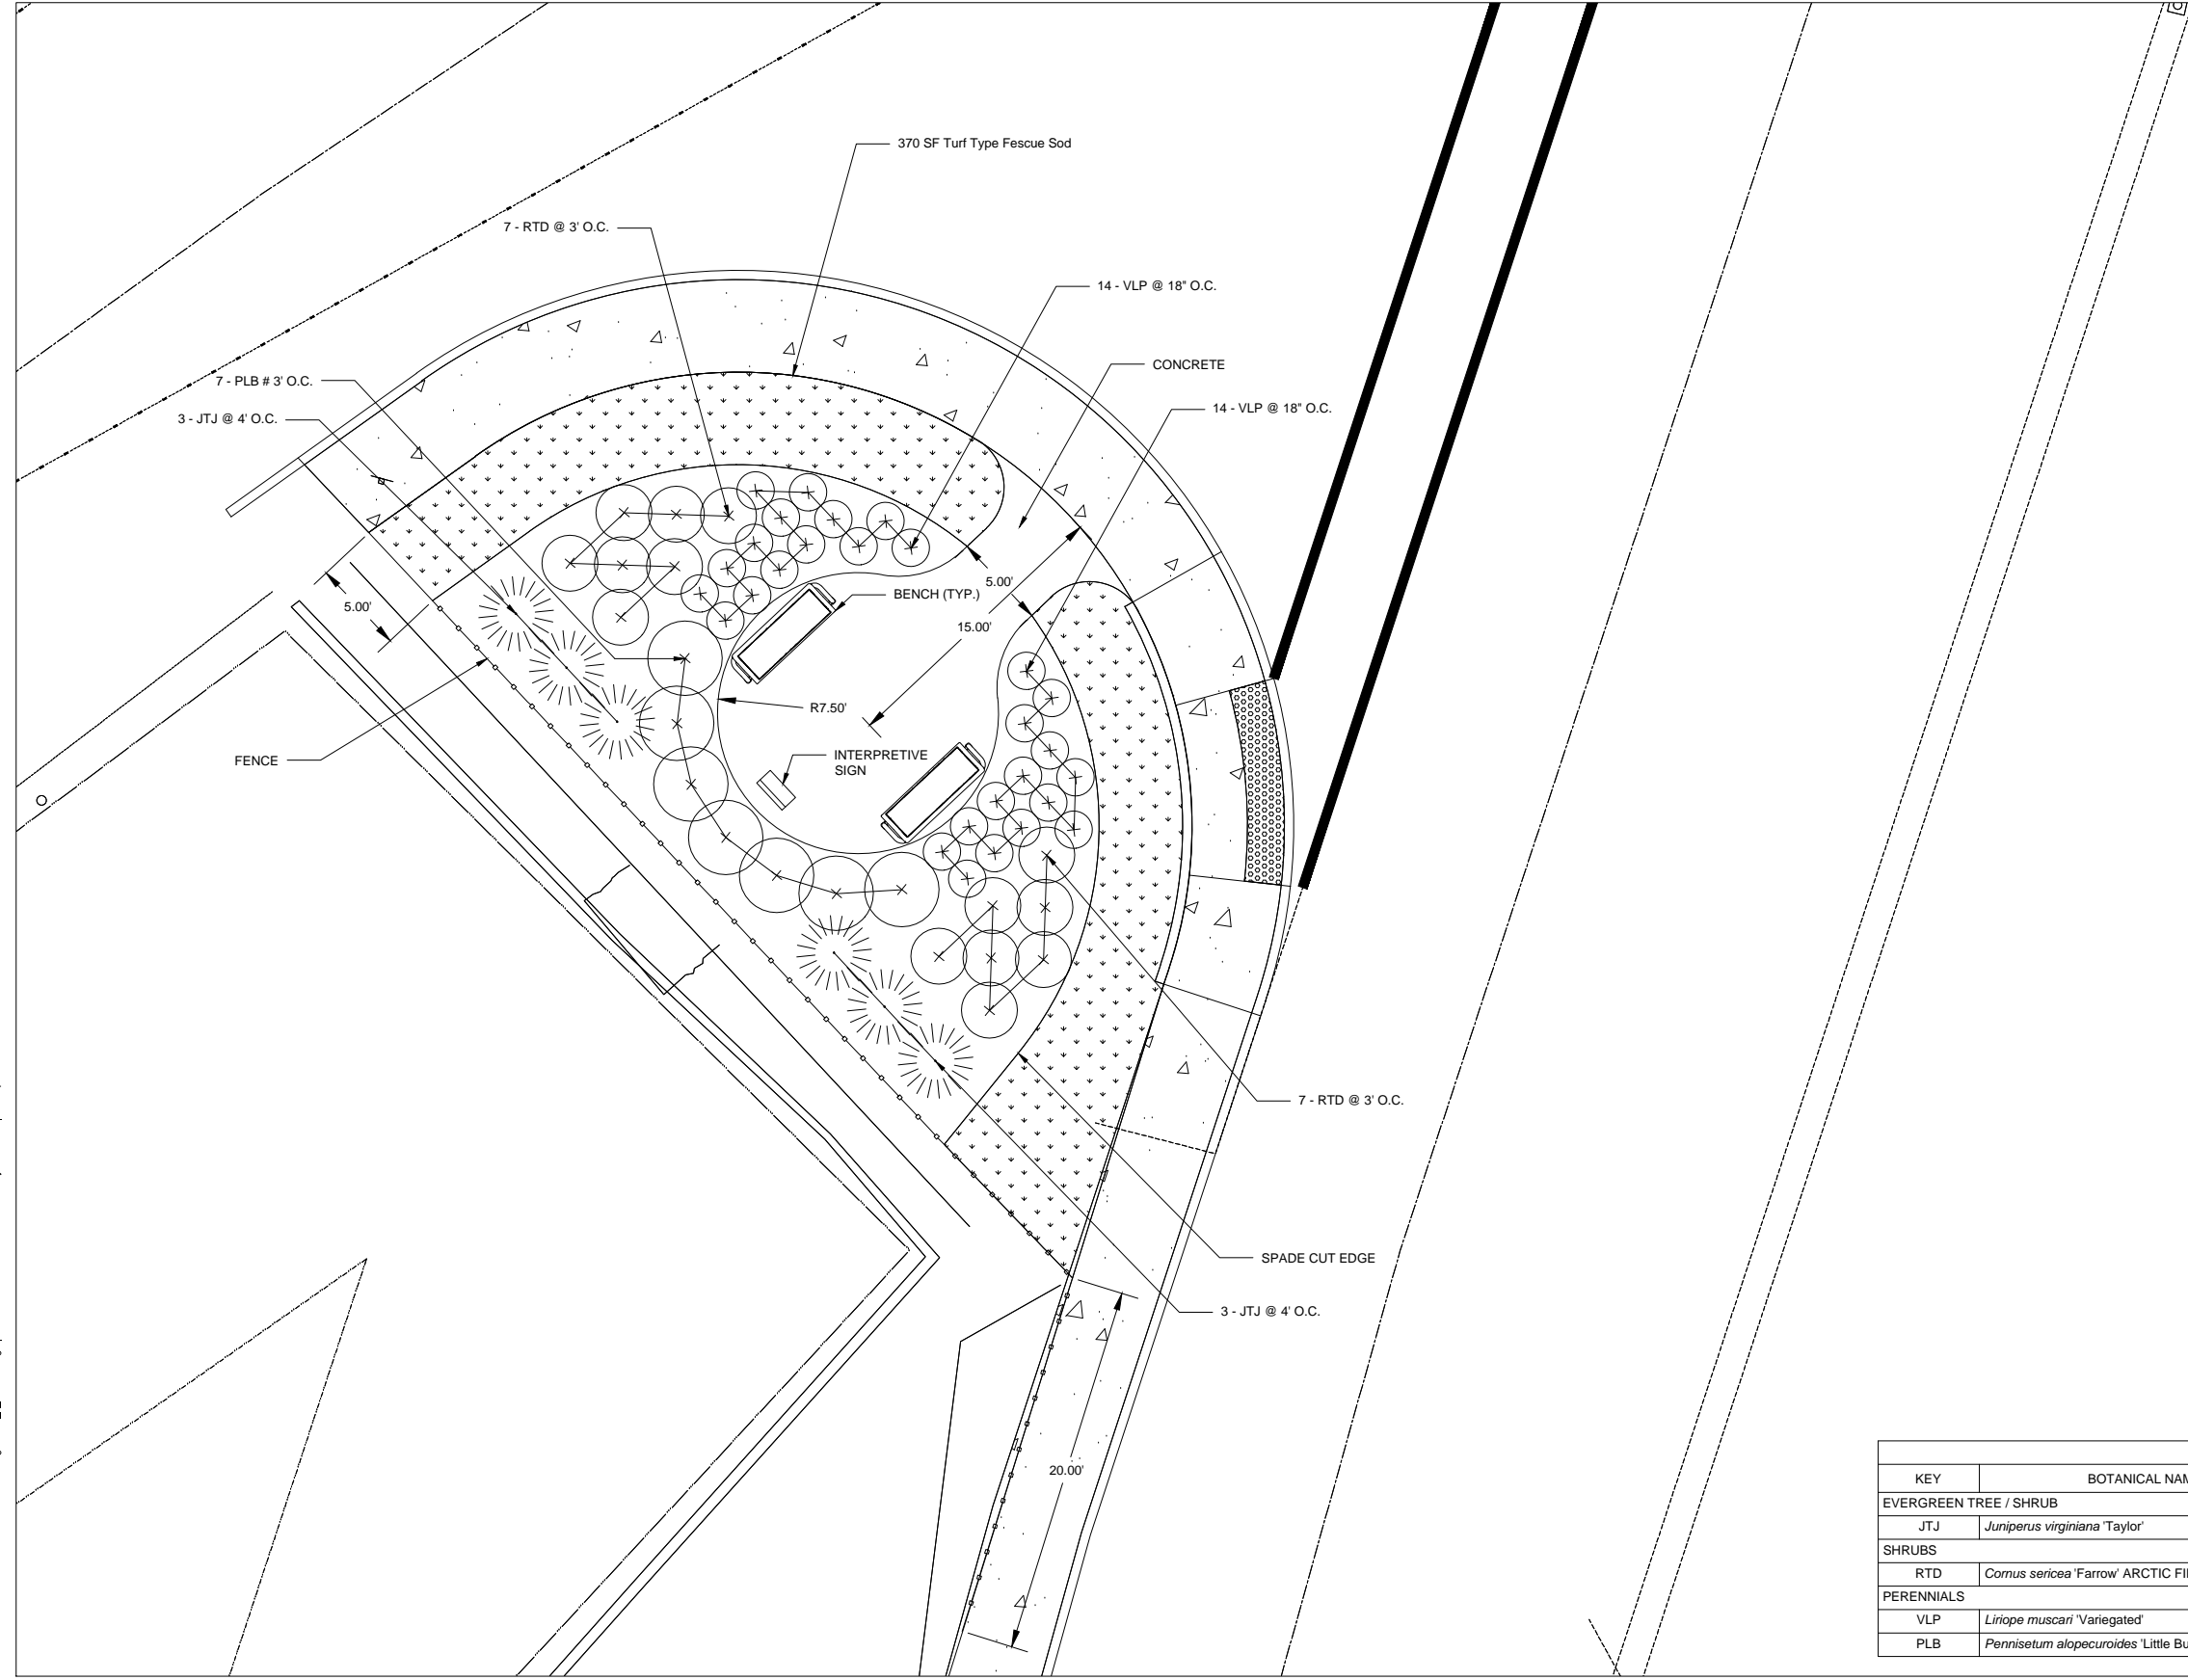 370 SF Turf Type Fescue Sod
7 - RTD @ 3' O.C.
14 - VLP @ 18" O.C.
CONCRETE
7 - PLB # 3' O.C.
14 - VLP @ 18" O.C.
3 - JTJ @ 4' O.C.
5.00'
BENCH (TYP.)
5.00'
15.00'
R7.50'
INTERPRETIVE
SIGN
FENCE
7 - RTD @ 3' O.C.
SPADE CUT EDGE
3 - JTJ @ 4' O.C.
20.00'
KEY BOTANICAL
EVERGREEN TREE / SHRUB
JTJ Juniperus virginiana 'Taylor'
SHRUBS
RTD Cornus sericea 'Farrow' ARCTIC
PERENNIALS
VLP Liriope muscari 'Variegated'
PLB Pennisetum alopecuroides 'Little